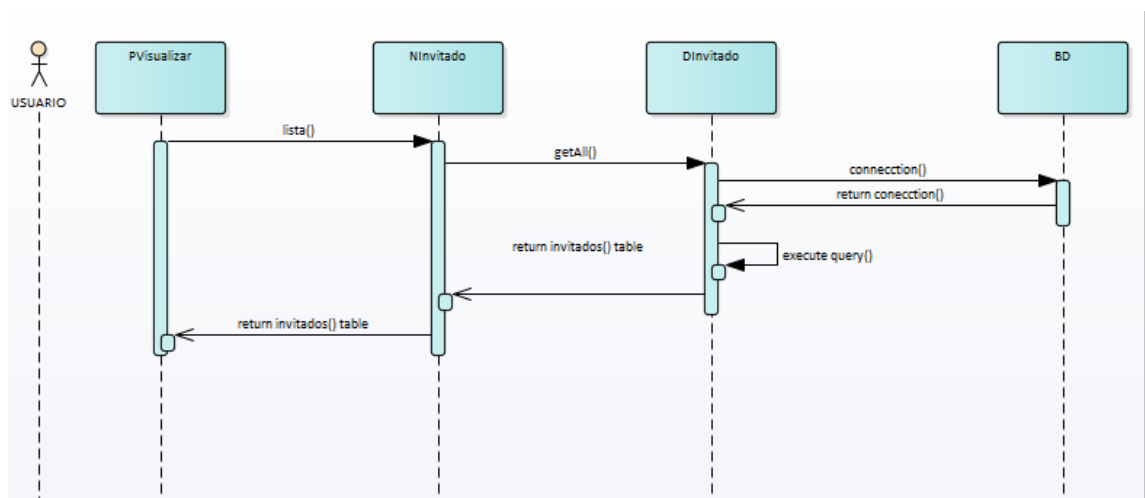 USUARIO
PVisualizar
NInvitado
DInvitado
BD
lista()
getAll()
connecction()
return conecction()
return invitados() table
execute query()
return invitados() table